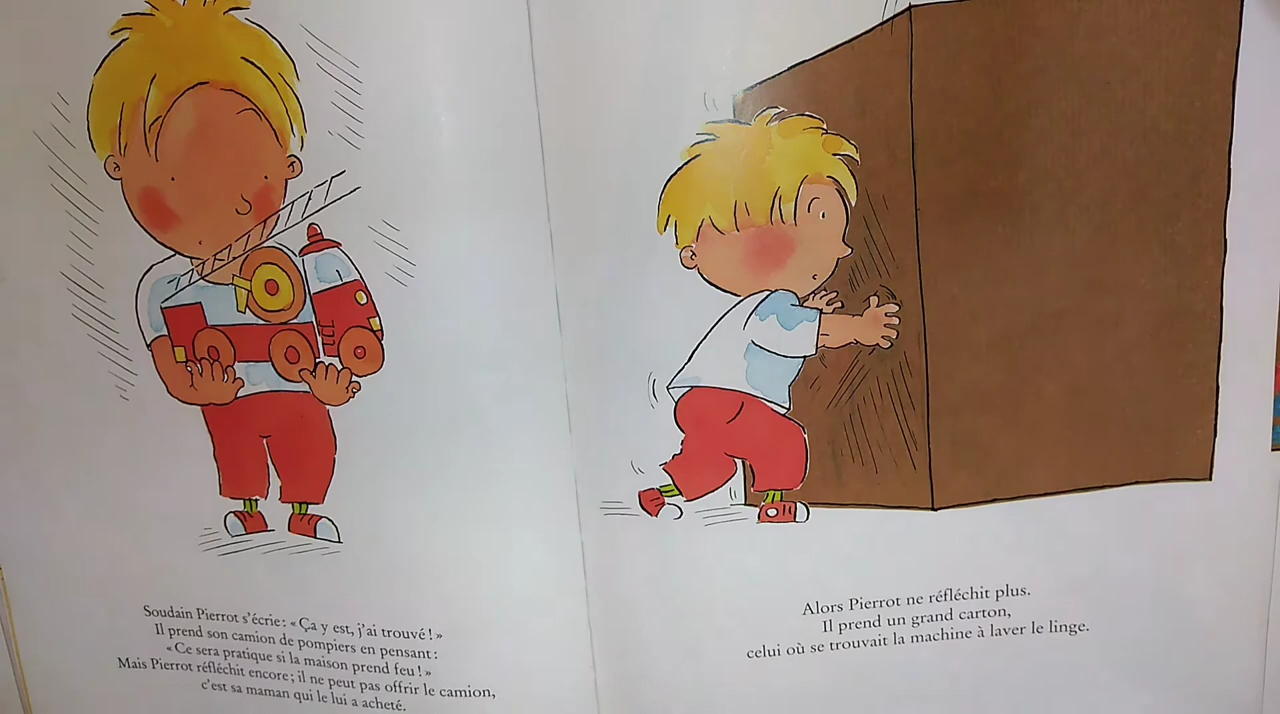 Soudain Pierrot s'écrie: « Ça y est, j'ai trouvé! »
Il prend son camion de pompiers en pensant:
« Ce sera pratique si la maison prend feu! »
Mais Pierrot réfléchit encore; il ne peut pas offrir le camion,
c'est sa maman qui le lui a acheté.
Alors Pierrot ne réfléchit plus.
Il prend un grand carton,
celui où se trouvait la machine à laver le linge.